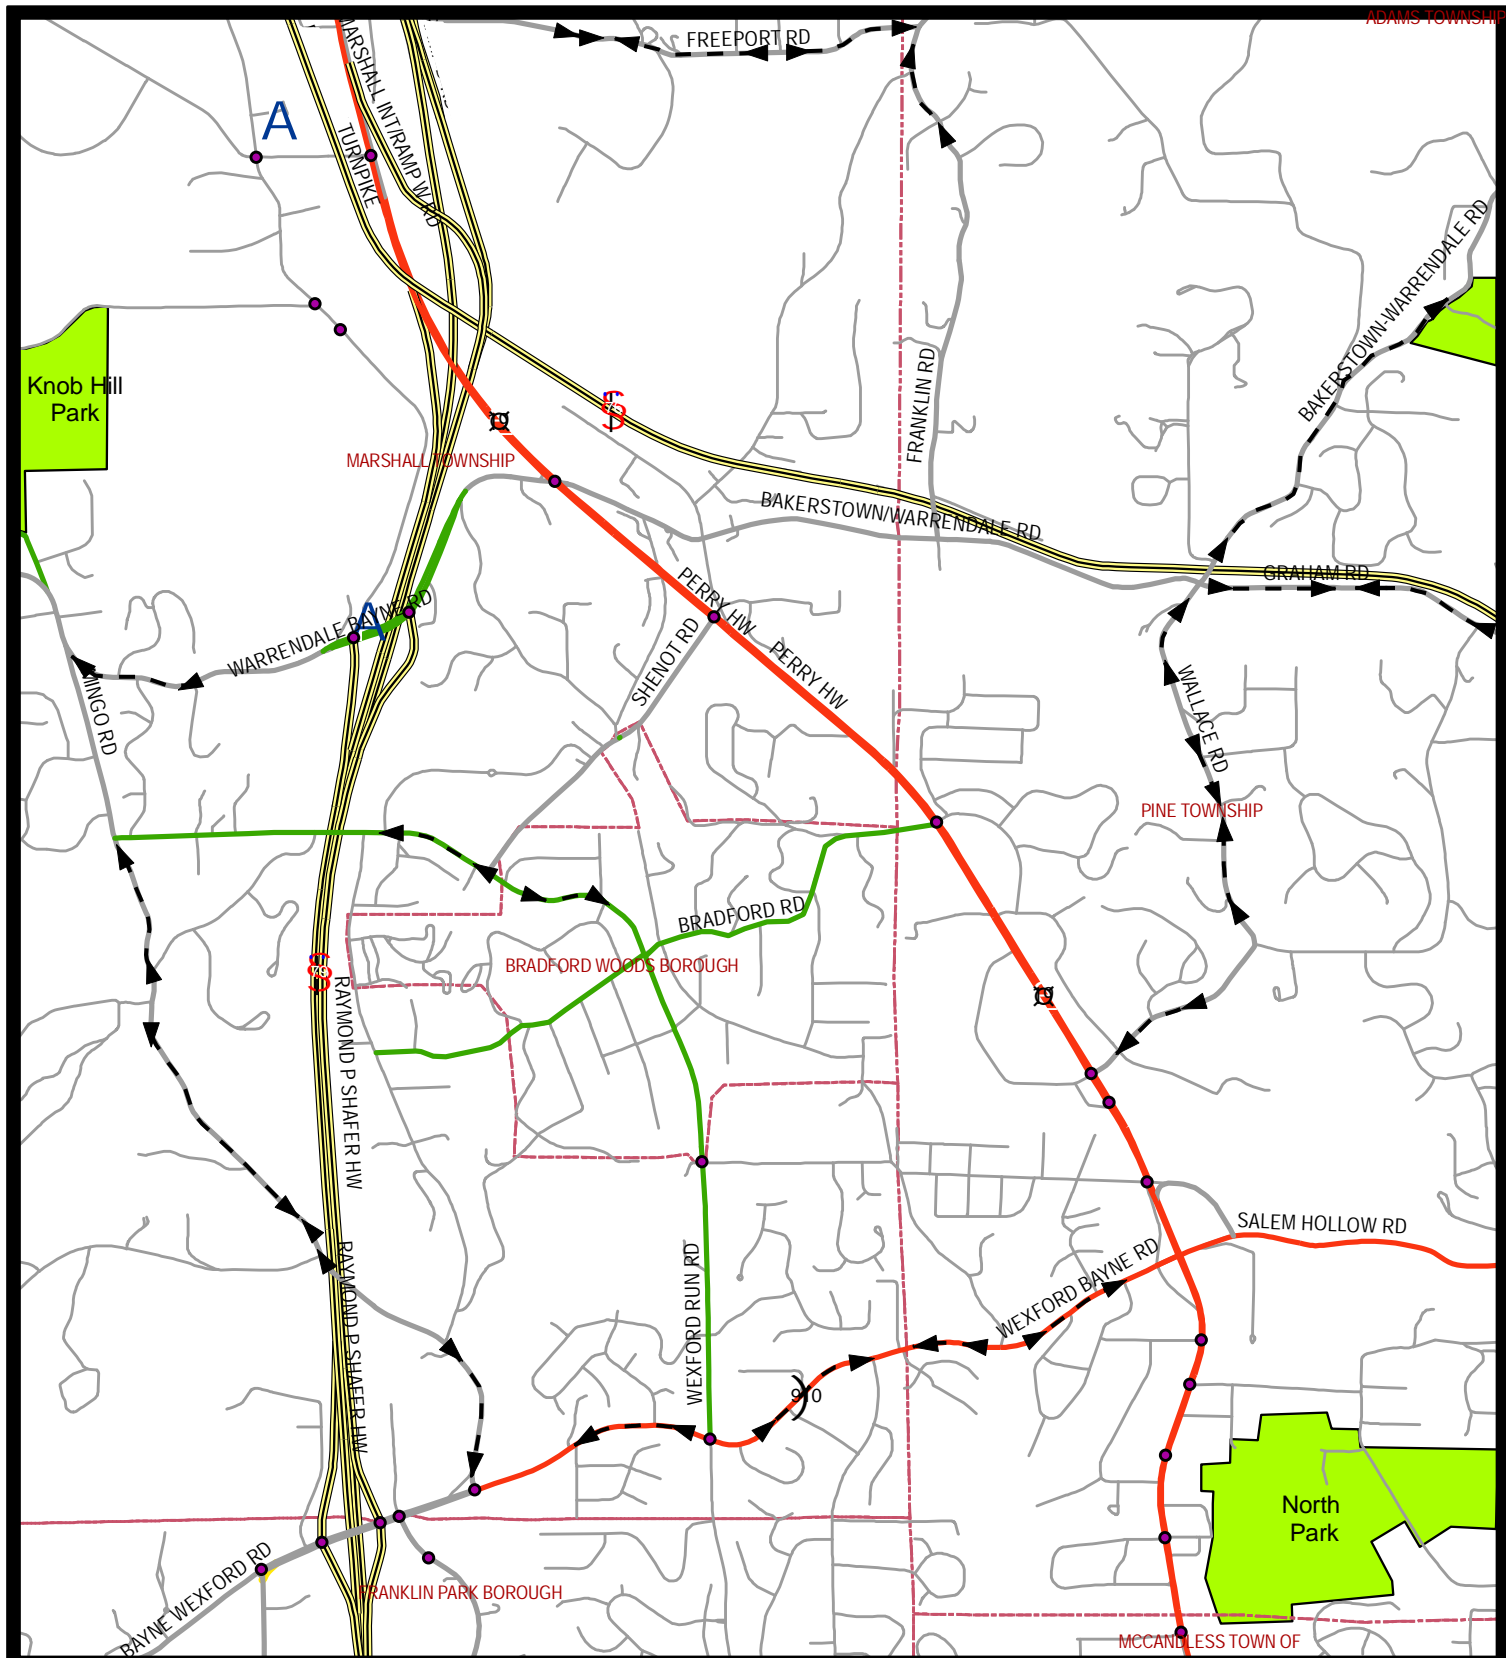 ADAMS TOWNSHIP
FREEPORT RD
MARSHALL INT/RAMP W RD
TURNPIKE
A
BAKERSTOWN-WARRENDALE RD
FRANKLIN RD
Knob Hill
Park
MARSHALL TOWNSHIP
BAKERSTOWN/WARRENDALE RD
GRAHAM RD
PERRY HW
WARRENDALE BAYNE RD
A
SHENOT RD
PERRY HW
MINGO RD
WALLACE RD
PINE TOWNSHIP
BRADFORD RD
BRADFORD WOODS BOROUGH
RAYMOND P SHAFER HW
SALEM HOLLOW RD
WEXFORD BAYNE RD
RAYMOND P SHAFER HW
WEXFORD RUN RD
910
North
Park
BAYNE WEXFORD RD
FRANKLIN PARK BOROUGH
MCCANDLESS TOWN OF